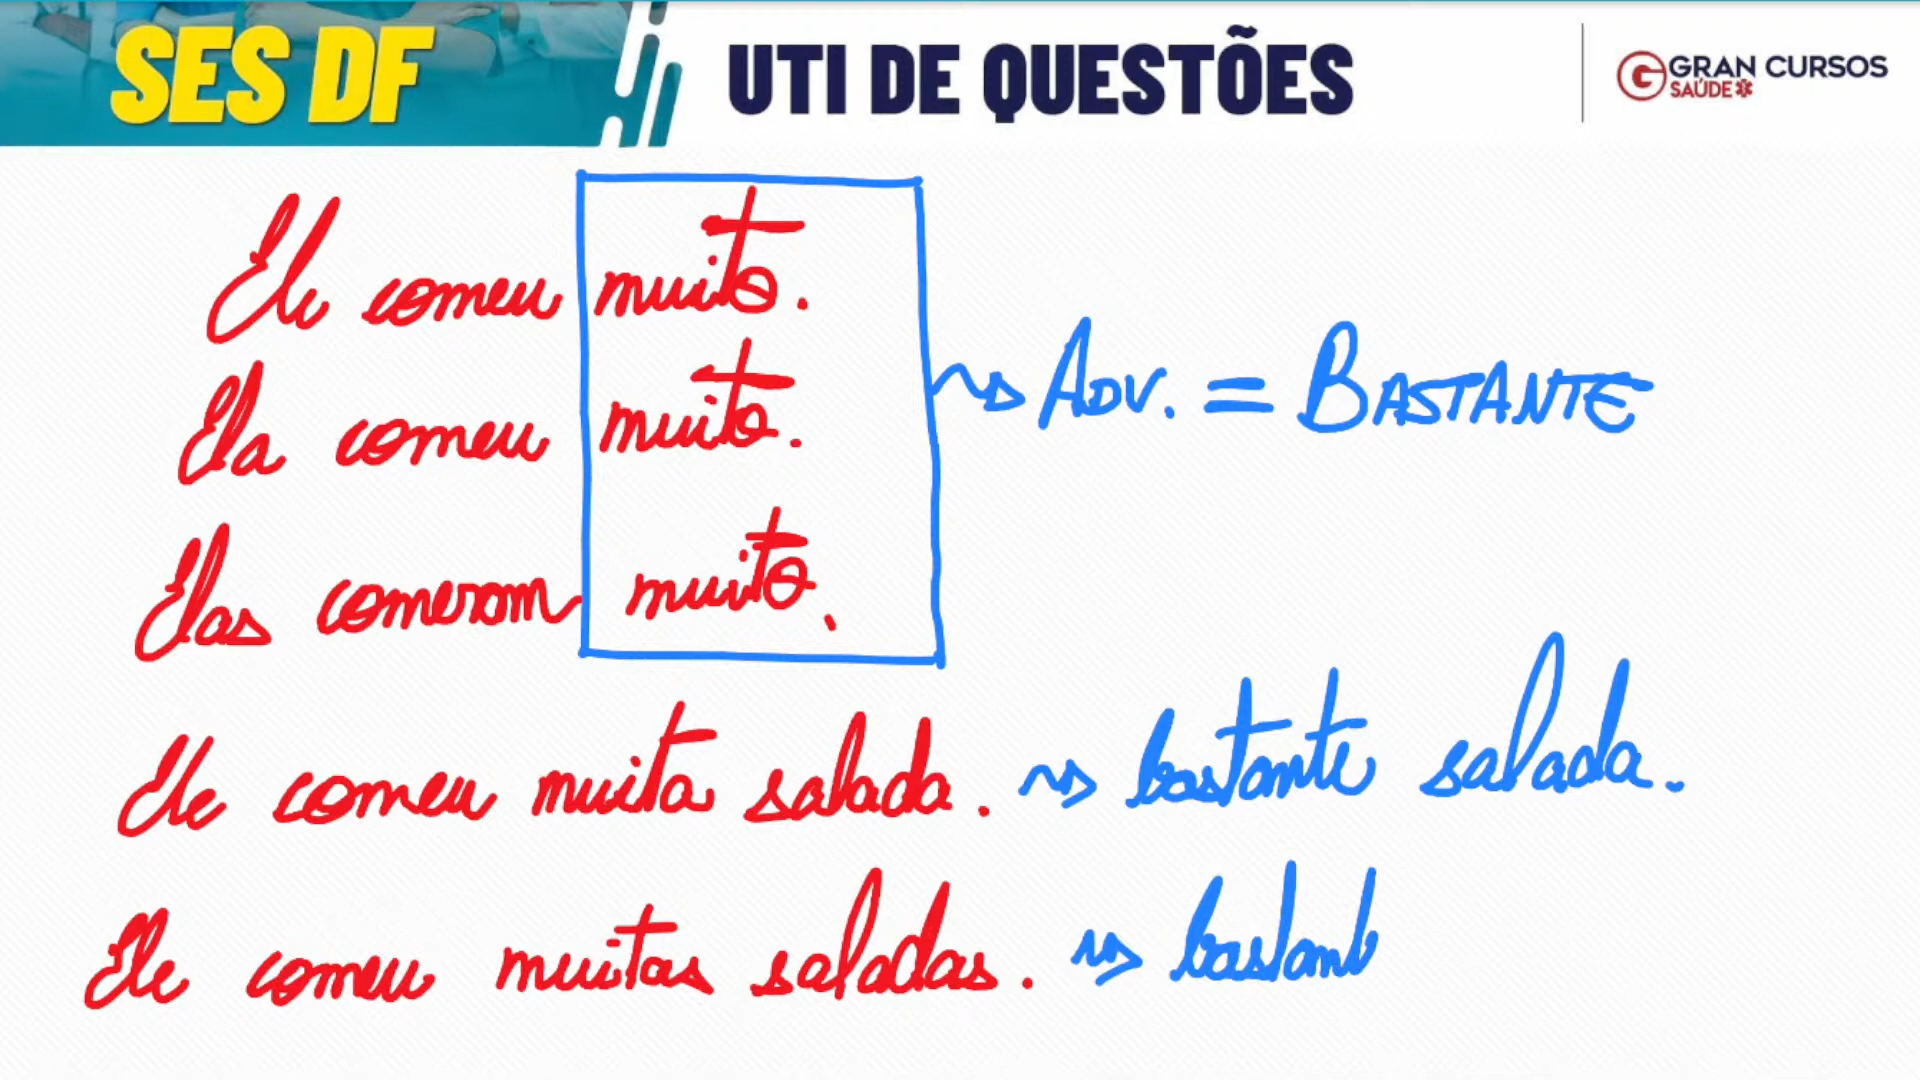 SES DF UTI DE QUESTÕES GRAN CURSOS
SAÚDE
Ele comeu muito.
Ela comeu muito. Adv. = BASTANTE
Elas comeram muito.
Ele comeu muita salada. bastante salada.
Ele comeu muitas saladas. bastant